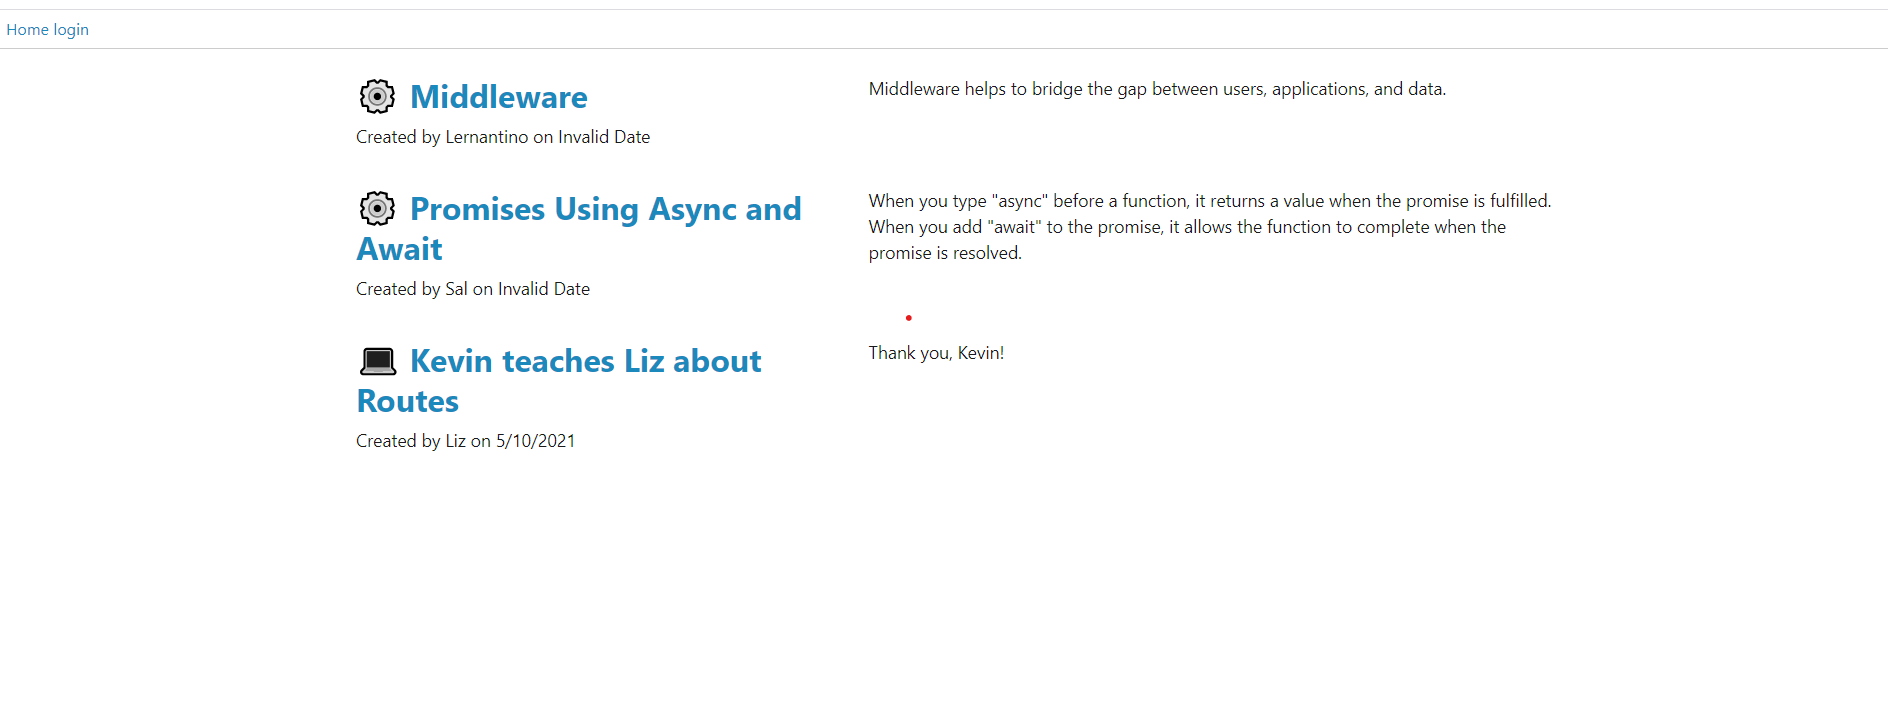 Home login
Middleware
Created by Lernantino on Invalid Date
Middleware helps to bridge the gap between users, applications, and data.
Promises Using Async and
Await
Created by Sal on Invalid Date
When you type "async" before a function, it returns a value when the promise is fulfilled.
When you add "await" to the promise, it allows the function to complete when the
promise is resolved.
Kevin teaches Liz about
Routes
Created by Liz on 5/10/2021
Thank you, Kevin!